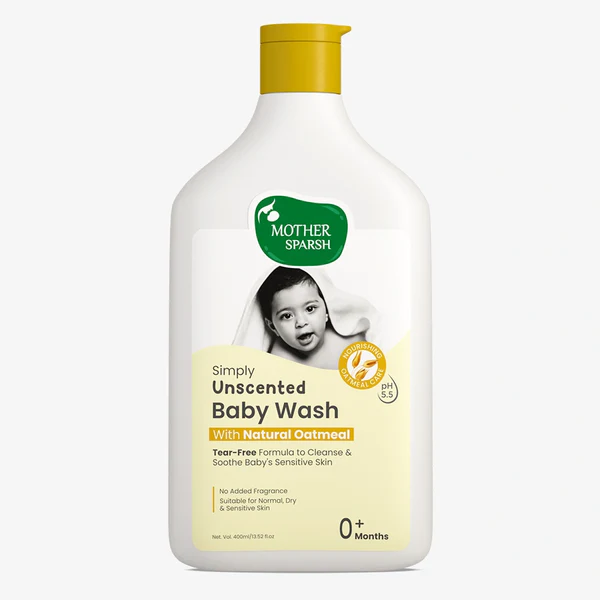 MOTHER
SPARSH
NOURISHING
OATMEAL CARE
pH
5.5
Simply
Unscented
Baby Wash
With Natural Oatmeal
Tear-Free Formula to Cleanse &
Soothe Baby's Sensitive Skin
No Added Fragrance
Suitable for Normal, Dry
& Sensitive Skin
Net. Vol. 400ml/13.52 fl.oz
0+
Months